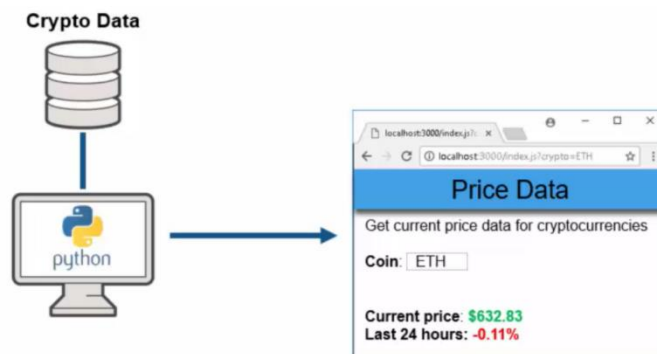 Crypto Data
python
localhost:3000/index.js?c
localhost:3000/index.js?crypto=ETH
Price Data
Get current price data for cryptocurrencies
Coin: ETH
Current price: $632.83
Last 24 hours: -0.11%